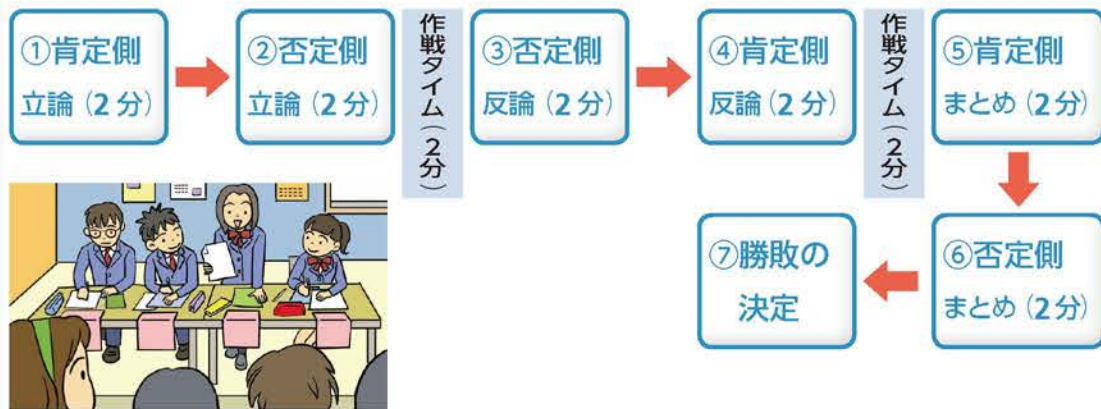 ①肯定側
立論（2分）
②否定側
立論（2分）
作戦タイム（2分）
③否定側
反論（2分）
④肯定側
反論（2分）
作戦タイム（2分）
⑤肯定側
まとめ（2分）
⑥否定側
まとめ（2分）
⑦勝敗の
決定